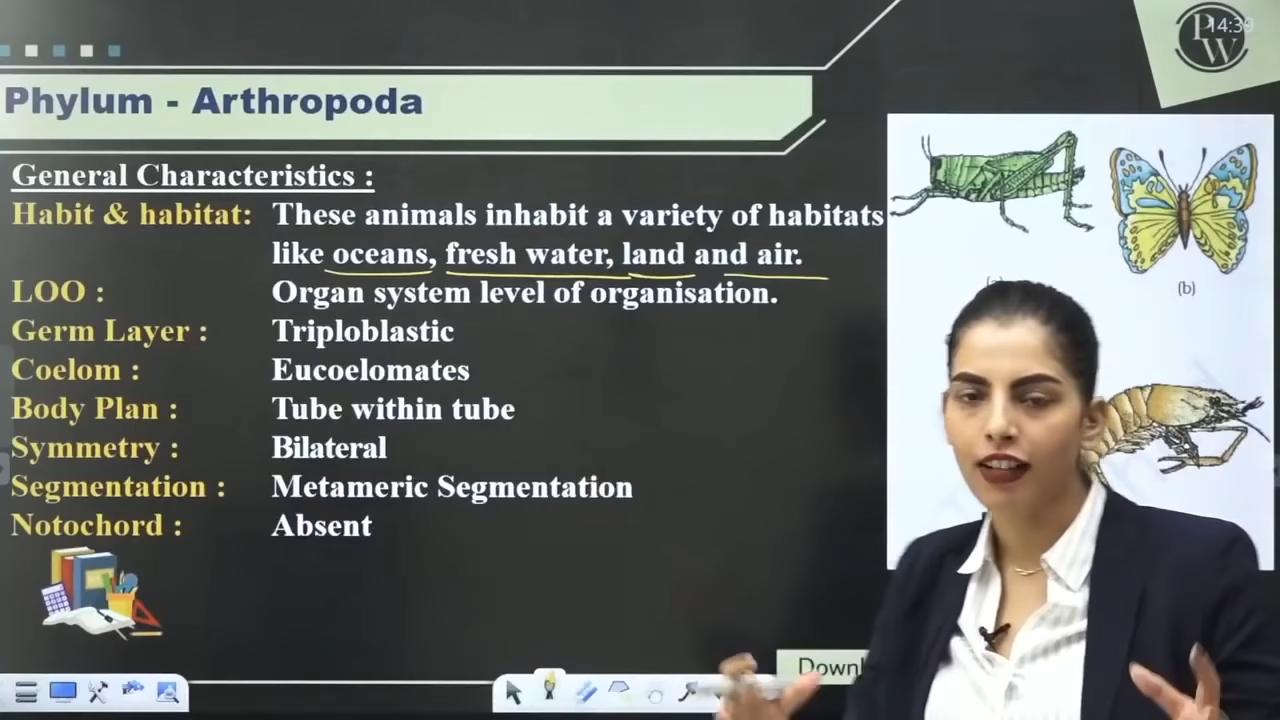 PW
14:30
Phylum - Arthropoda
General Characteristics :
Habit & habitat: These animals inhabit a variety of habitats
like oceans, fresh water, land and air.
LOO : Organ system level of organisation.
Germ Layer : Triploblastic
Coelom : Eucoelomates
Body Plan : Tube within tube
Symmetry : Bilateral
Segmentation : Metameric Segmentation
Notochord : Absent
(b)